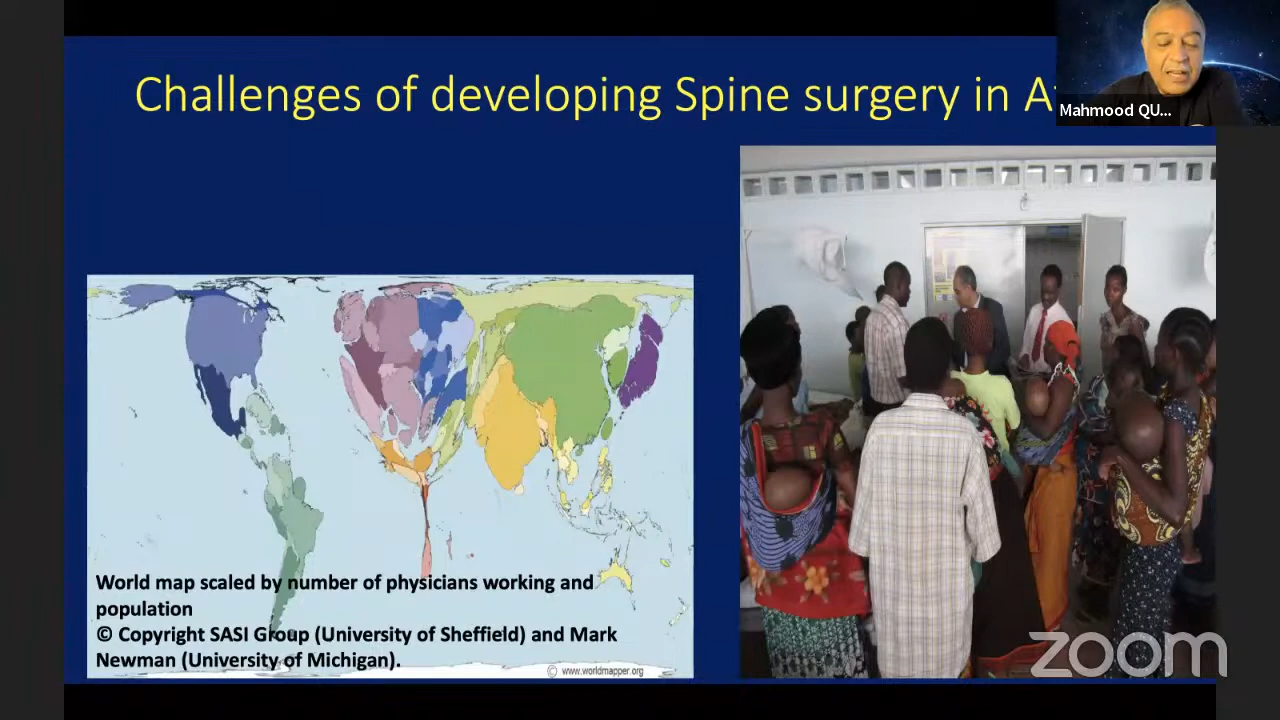 Challenges of developing Spine surgery in
Mahmood QU...
World map scaled by number of physicians working and
population
© Copyright SASI Group (University of Sheffield) and Mark
Newman (University of Michigan).
© www.worldmapper.org
zoom